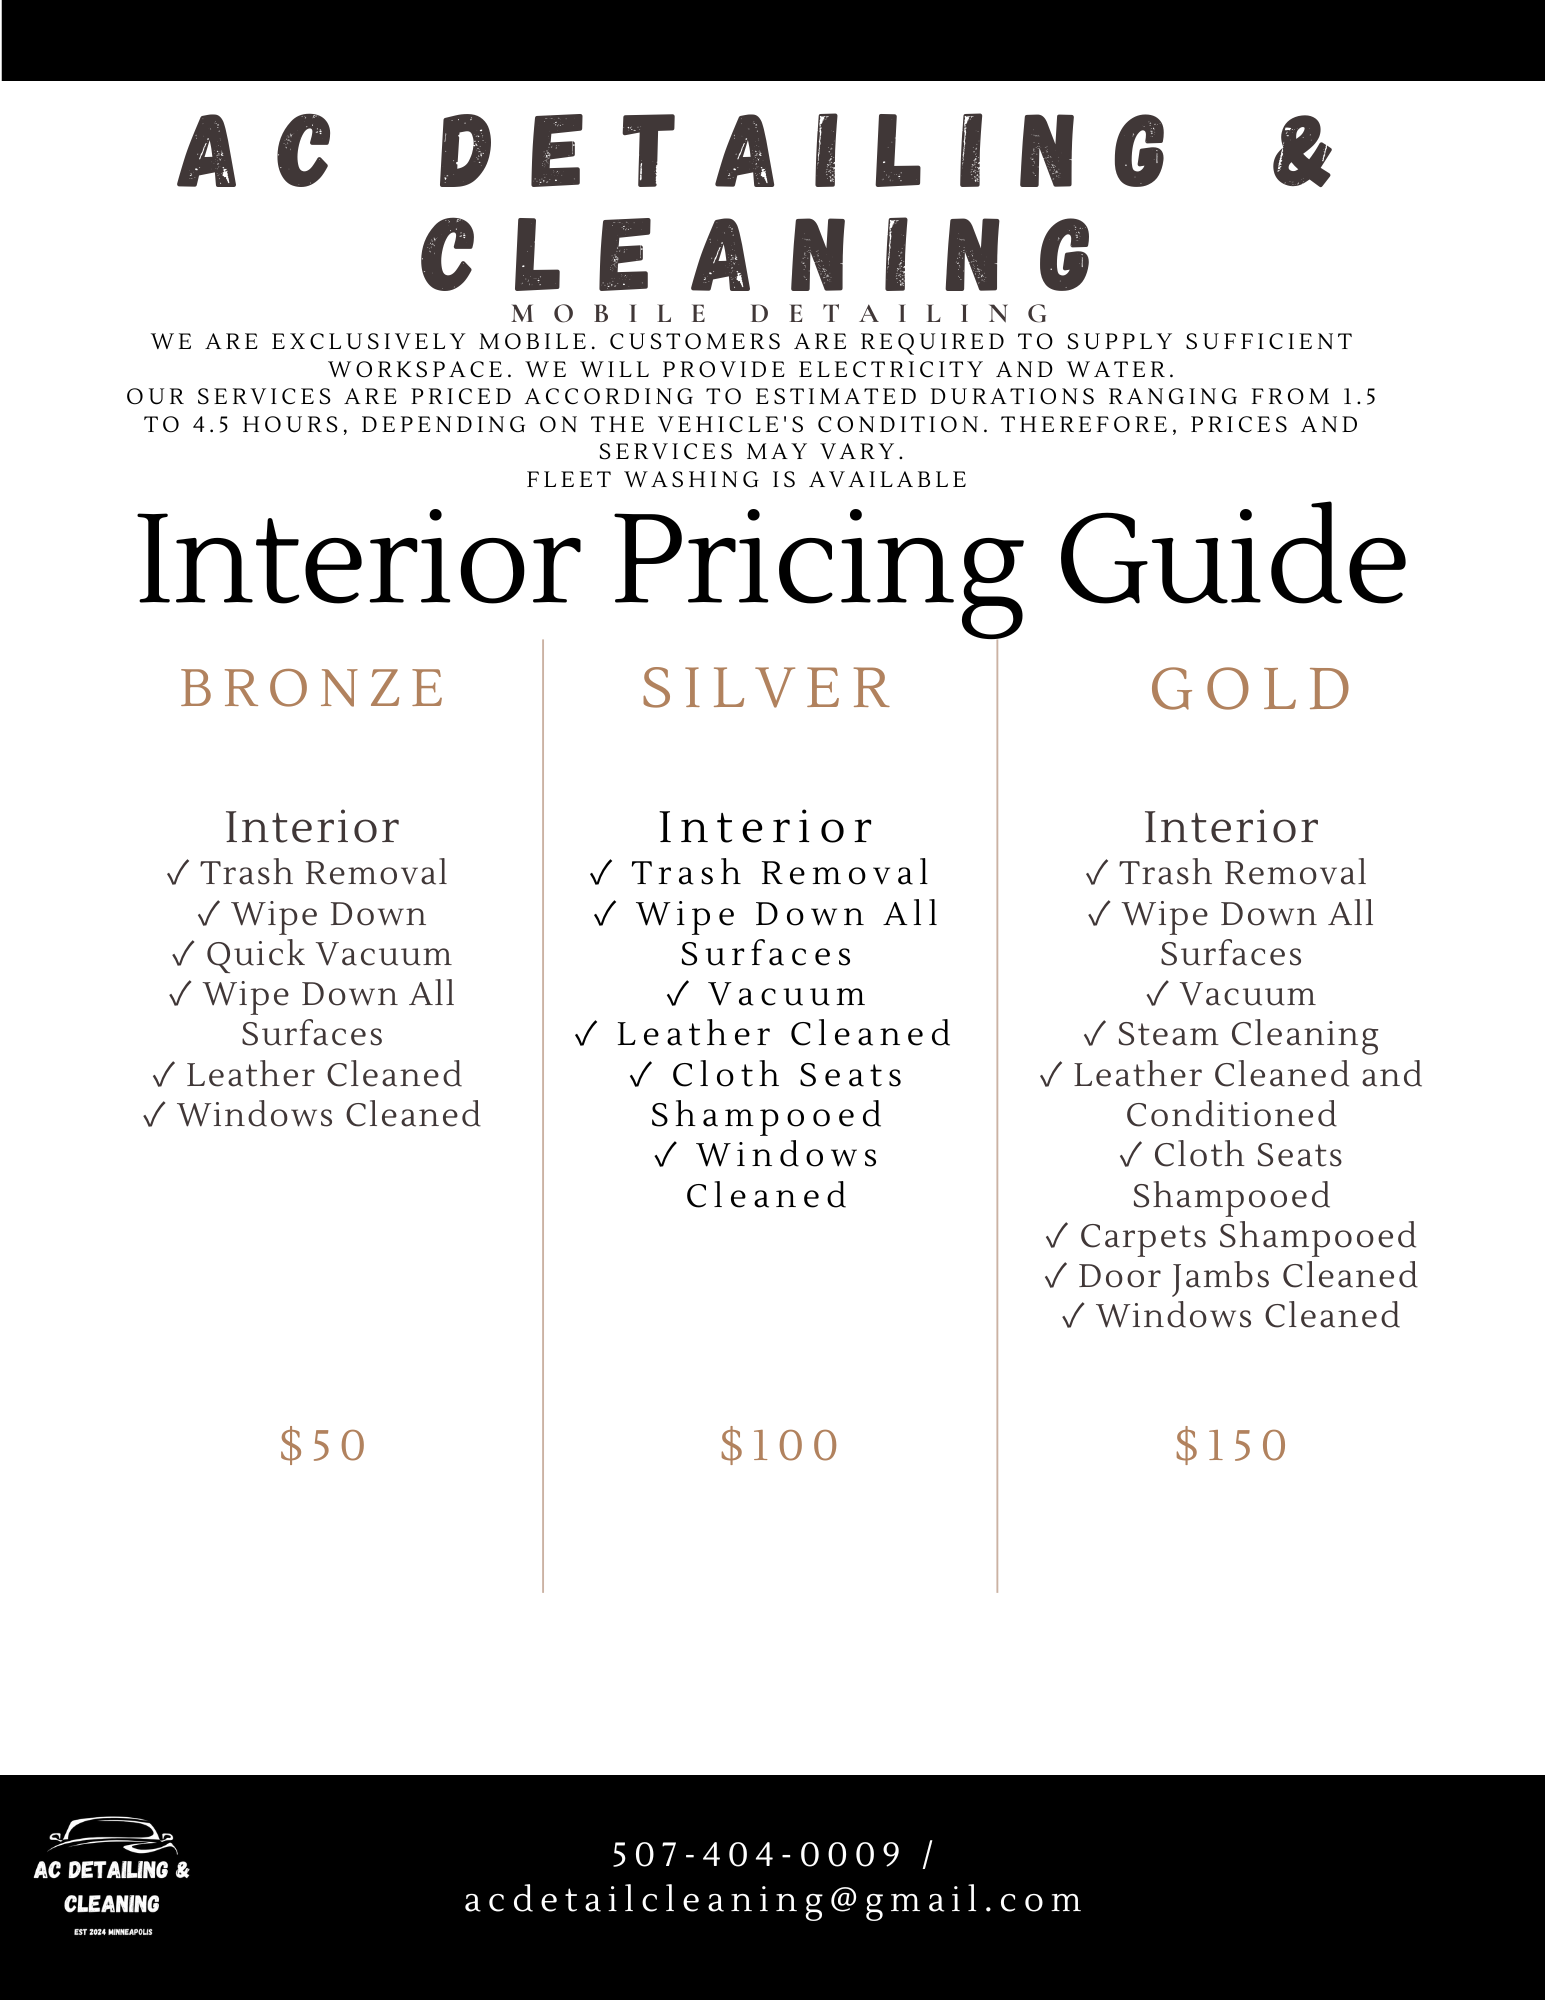 AC DETAILING &
CLEANING
MOBILE DETAILING
WE ARE EXCLUSIVELY MOBILE. CUSTOMERS ARE REQUIRED TO SUPPLY SUFFICIENT
WORKSPACE. WE WILL PROVIDE ELECTRICITY AND WATER.
OUR SERVICES ARE PRICED ACCORDING TO ESTIMATED DURATIONS RANGING FROM 1.5
TO 4.5 HOURS, DEPENDING ON THE VEHICLE'S CONDITION. THEREFORE, PRICES AND
SERVICES MAY VARY.
FLEET WASHING IS AVAILABLE
Interior Pricing Guide
BRONZE
Interior
✓ Trash Removal
✓ Wipe Down
✓ Quick Vacuum
✓ Wipe Down All
Surfaces
✓ Leather Cleaned
✓ Windows Cleaned
$50
SILVER
Interior
✓ Trash Removal
✓ Wipe Down All
Surfaces
✓ Vacuum
✓ Leather Cleaned
✓ Cloth Seats
Shampooed
✓ Windows
Cleaned
$100
GOLD
Interior
✓ Trash Removal
✓ Wipe Down All
Surfaces
✓ Vacuum
✓ Steam Cleaning
✓ Leather Cleaned and
Conditioned
✓ Cloth Seats
Shampooed
✓ Carpets Shampooed
✓ Door Jambs Cleaned
✓ Windows Cleaned
$150
AC DETAILING &
CLEANING
EST 2024 MINNEAPOLIS
507-404-0009 /
acdetailcleaning@gmail.com